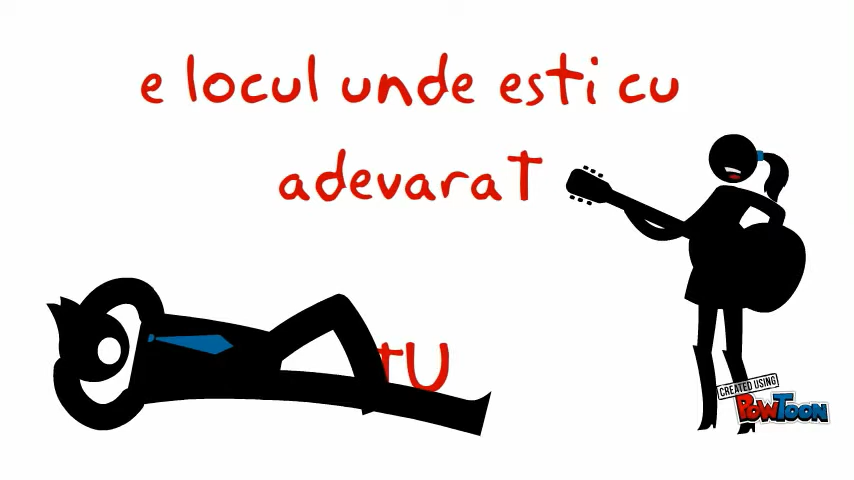 e locul unde esti cu
adevarat
tU
CREATED USING
POWTOON